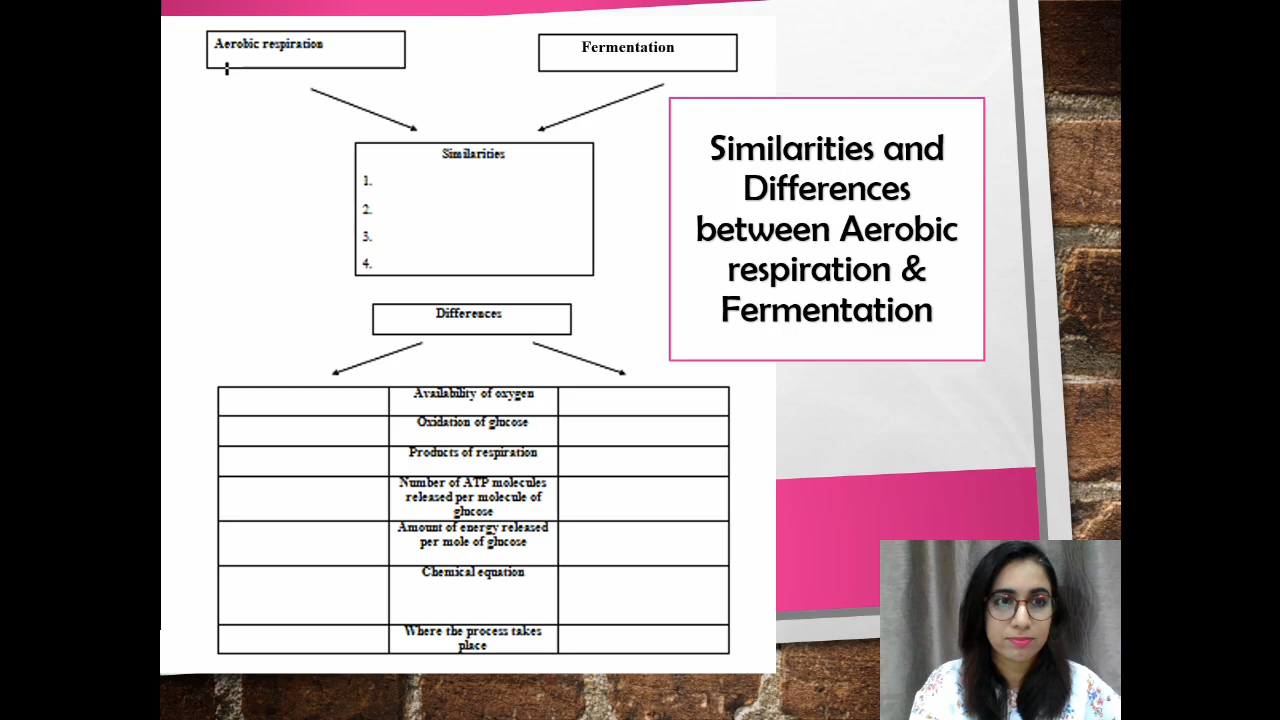 Aerobic respiration
Fermentation
Similarities
1.
2.
3.
4.
Differences
Availability of oxygen
Oxidation of glucose
Products of respiration
Number of ATP molecules
released per molecule of
glucose
Amount of energy released
per mole of glucose
Chemical equation
Where the process takes
place
Similarities and
Differences
between Aerobic
respiration &
Fermentation